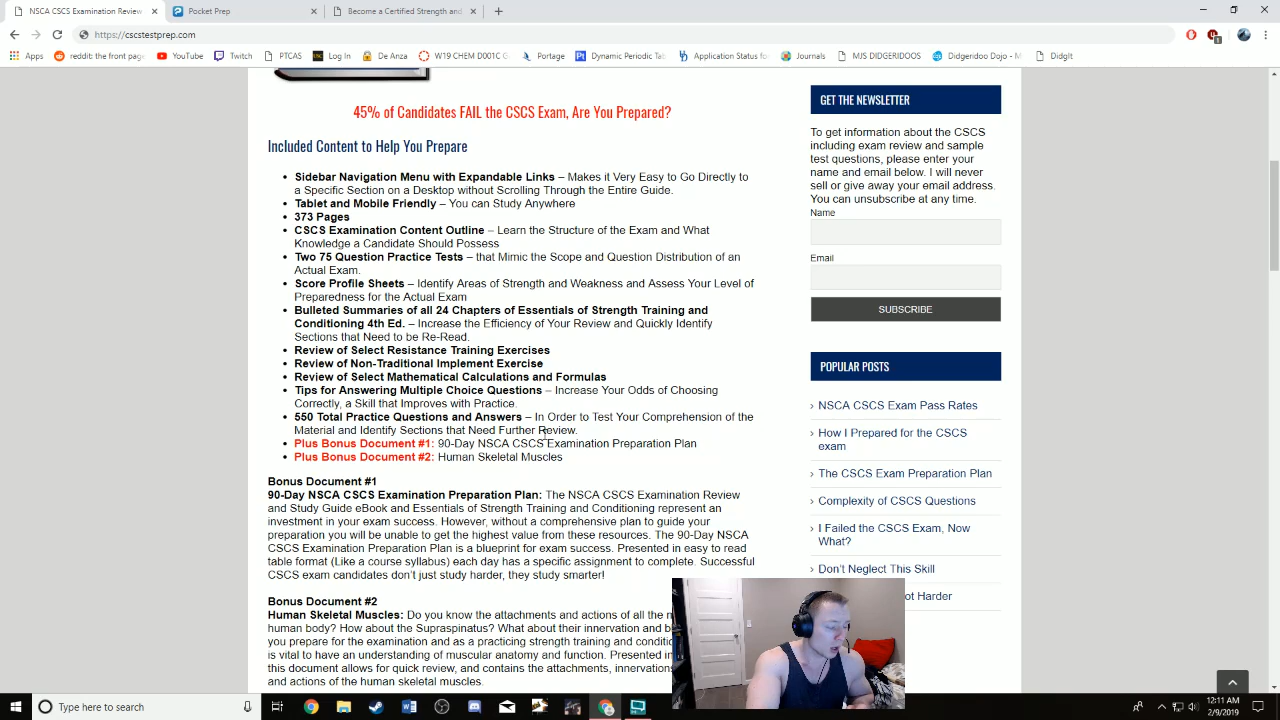 NSCA CSCS Examination Review
Pocket Prep
Become a Certified Strength and
https://cscstestprep.com
Apps
reddit: the front page
YouTube
Twitch
PTCAS
Log In
De Anza
W19 CHEM D001C
Portage
Dynamic Periodic Tab
Application Status fo
Journals
MJS DIDGERIDOOS
Didgeridoo Dojo - M
DidgIt
45% of Candidates FAIL the CSCS Exam, Are You Prepared?
Included Content to Help You Prepare
• Sidebar Navigation Menu with Expandable Links – Makes it Very Easy to Go Directly to
a Specific Section on a Desktop without Scrolling Through the Entire Guide.
• Tablet and Mobile Friendly – You can Study Anywhere
• 373 Pages
• CSCS Examination Content Outline – Learn the Structure of the Exam and What
Knowledge a Candidate Should Possess
• Two 75 Question Practice Tests – that Mimic the Scope and Question Distribution of an
Actual Exam.
• Score Profile Sheets – Identify Areas of Strength and Weakness and Assess Your Level of
Preparedness for the Actual Exam
• Bulleted Summaries of all 24 Chapters of Essentials of Strength Training and
Conditioning 4th Ed. – Increase the Efficiency of Your Review and Quickly Identify
Sections that Need to be Re-Read.
• Review of Select Resistance Training Exercises
• Review of Non-Traditional Implement Exercise
• Review of Select Mathematical Calculations and Formulas
• Tips for Answering Multiple Choice Questions – Increase Your Odds of Choosing
Correctly, a Skill that Improves with Practice.
• 550 Total Practice Questions and Answers – In Order to Test Your Comprehension of the
Material and Identify Sections that Need Further Review.
• Plus Bonus Document #1: 90-Day NSCA CSCS Examination Preparation Plan
• Plus Bonus Document #2: Human Skeletal Muscles
Bonus Document #1
90-Day NSCA CSCS Examination Preparation Plan: The NSCA CSCS Examination Review
and Study Guide eBook and Essentials of Strength Training and Conditioning represent an
investment in your exam success. However, without a comprehensive plan to guide your
preparation you will be unable to get the highest value from these resources. The 90-Day NSCA
CSCS Examination Preparation Plan is a blueprint for exam success. Presented in easy to read
table format (Like a course syllabus) each day has a specific assignment to complete. Successful
CSCS exam candidates don't just study harder, they study smarter!
Bonus Document #2
Human Skeletal Muscles: Do you know the attachments and actions of all the
human body? How about the Supraspinatus? What about their innervation and
you prepare for the examination and as a practicing strength training and
is vital to have an understanding of muscular anatomy and function. Presented
this document allows for quick review, and contains the attachments,
and actions of the human skeletal muscles.
GET THE NEWSLETTER
To get information about the CSCS
including exam review and sample
test questions, please enter your
name and email below. I will never
sell or give away your email address.
You can unsubscribe at any time.
Name
Email
SUBSCRIBE
POPULAR POSTS
› NSCA CSCS Exam Pass Rates
› How I Prepared for the CSCS
exam
› The CSCS Exam Preparation Plan
› Complexity of CSCS Questions
› I Failed the CSCS Exam, Now
What?
› Don't Neglect This Skill
ot Harder
Type here to search
12:11 AM
2/9/2019